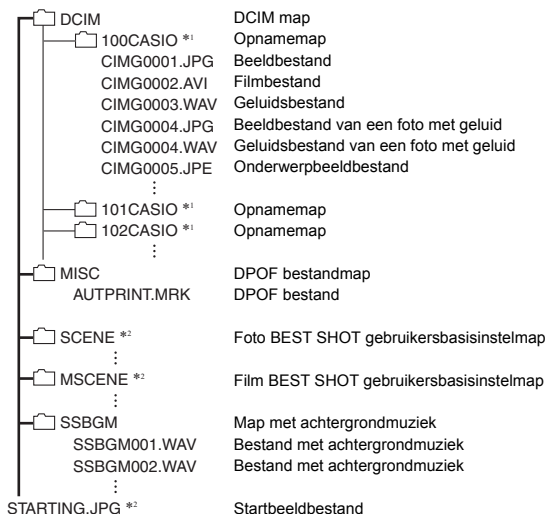 DCIM DCIM map
100CASIO *1 Opnamemap
CIMG0001.JPG Beeldbestand
CIMG0002.AVI Filmbestand
CIMG0003.WAV Geluidsbestand
CIMG0004.JPG Beeldbestand van een foto met geluid
CIMG0004.WAV Geluidsbestand van een foto met geluid
CIMG0005.JPE Onderwerpbeeldbestand
101CASIO *1 Opnamemap
102CASIO *1 Opnamemap
MISC DPOF bestandmap
AUTPRINT.MRK DPOF bestand
SCENE *2 Foto BEST SHOT gebruikersbasisinstelmap
MSCENE *2 Film BEST SHOT gebruikersbasisinstelmap
SSBGM Map met achtergrondmuziek
SSBGM001.WAV Bestand met achtergrondmuziek
SSBGM002.WAV Bestand met achtergrondmuziek
STARTING.JPG *2 Startbeeldbestand